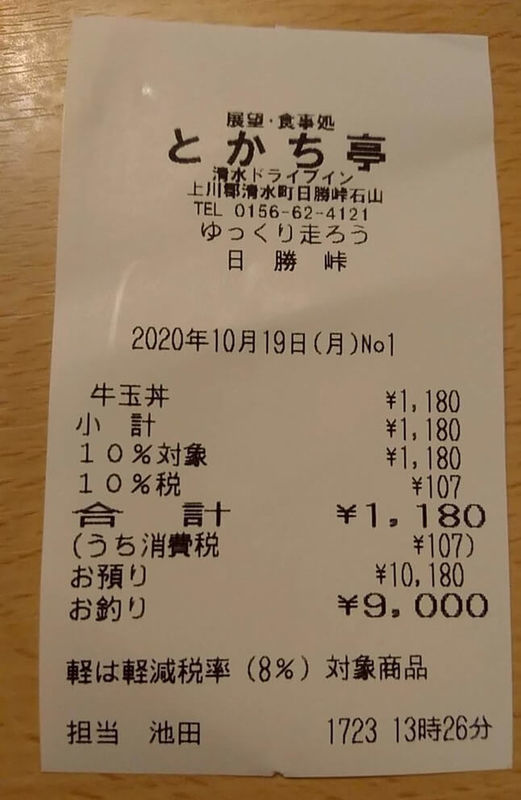 展望・食事処
とかち亭
清水ドライブイン
上川郡清水町日勝峠石山
TEL 0156-62-4121
ゆっくり走ろう
日 勝 峠
2020年10月19日(月)No1
牛玉丼 ¥1,180
小 計 ¥1,180
10%対象 ¥1,180
10%税 ¥107
合 計 ¥1,180
(うち消費税 ¥107)
お預り ¥10,180
お釣り ¥9,000
軽は軽減税率(8%)対象商品
担当 池田 1723 13時26分